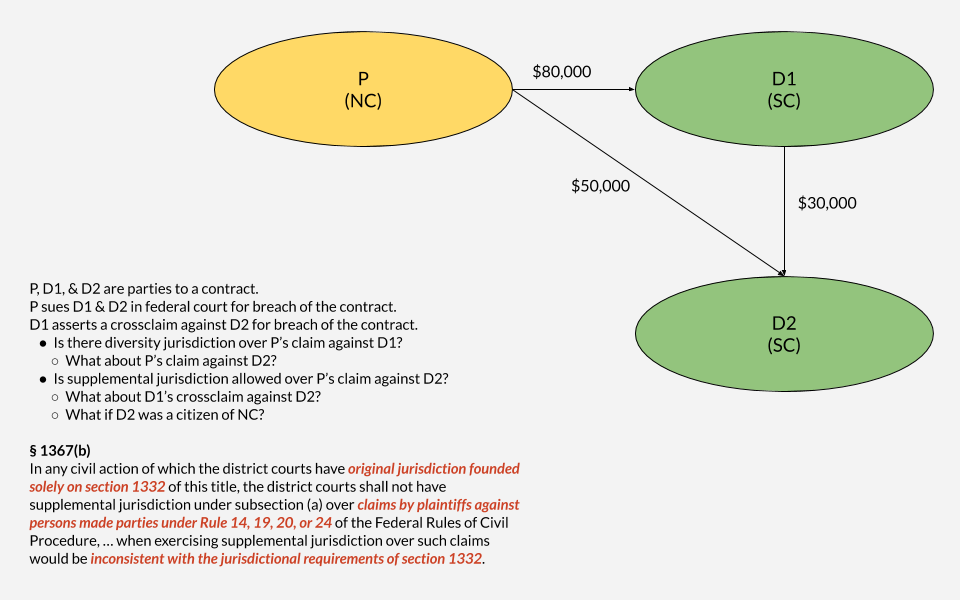 P
(NC)
$80,000
D1
(SC)
$50,000
$30,000
D2
(SC)
P, D1, & D2 are parties to a contract.
P sues D1 & D2 in federal court for breach of the contract.
D1 asserts a crossclaim against D2 for breach of the contract.
● Is there diversity jurisdiction over P’s claim against D1?
○ What about P’s claim against D2?
● Is supplemental jurisdiction allowed over P’s claim against D2?
○ What about D1’s crossclaim against D2?
○ What if D2 was a citizen of NC?
§ 1367(b)
In any civil action of which the district courts have original jurisdiction founded
solely on section 1332 of this title, the district courts shall not have
supplemental jurisdiction under subsection (a) over claims by plaintiffs against
persons made parties under Rule 14, 19, 20, or 24 of the Federal Rules of Civil
Procedure, ... when exercising supplemental jurisdiction over such claims
would be inconsistent with the jurisdictional requirements of section 1332.